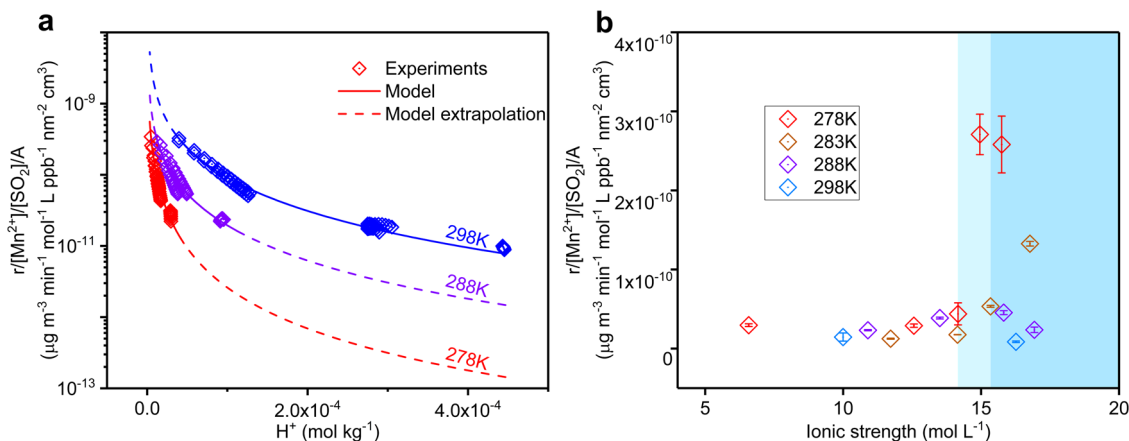 a
r/[Mn²⁺]/[SO₂]/A
(µg m⁻³ min⁻¹ mol⁻¹ L ppb⁻¹ nm⁻² cm³)
10⁻⁹
10⁻¹¹
10⁻¹³
Experiments
Model
Model extrapolation
298K
288K
278K
0.0
2.0x10⁻⁴
4.0x10⁻⁴
H⁺ (mol kg⁻¹)
b
r/[Mn²⁺]/[SO₂]/A
(µg m⁻³ min⁻¹ mol⁻¹ L ppb⁻¹ nm⁻² cm³)
4x10⁻¹⁰
3x10⁻¹⁰
2x10⁻¹⁰
1x10⁻¹⁰
0
278K
283K
288K
298K
5
10
15
20
Ionic strength (mol L⁻¹)